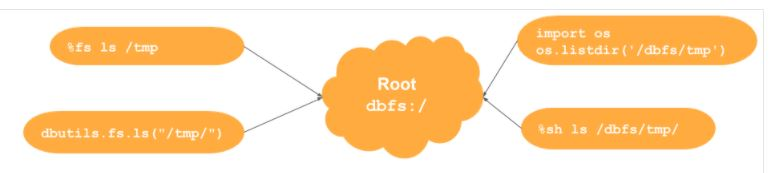 %fs ls /tmp
dbutils.fs.ls("/tmp/")
Root
dbfs:/
import os
os.listdir('/dbfs/tmp')
%sh ls /dbfs/tmp/